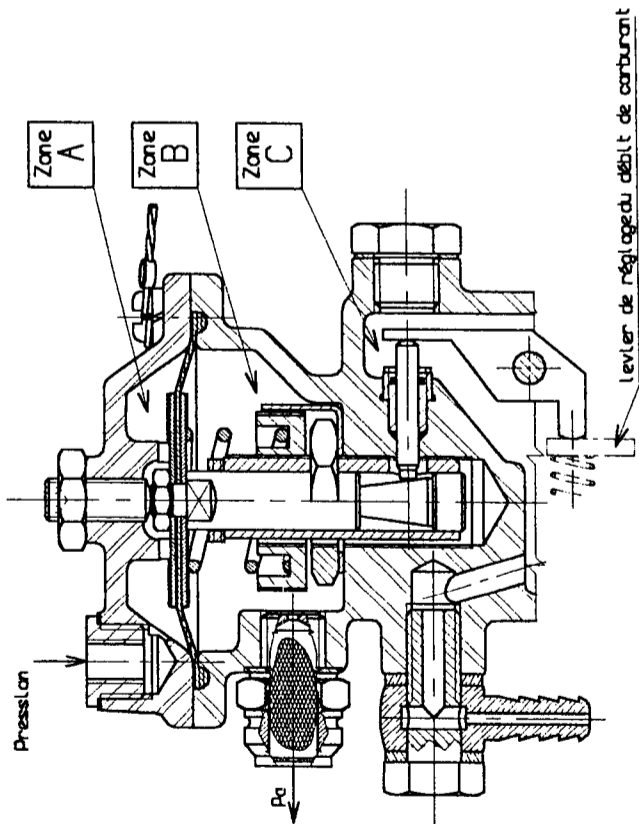 Zone
A
Zone
B
Zone
C
Pression
Pa
levier de réglage du débit de carburant